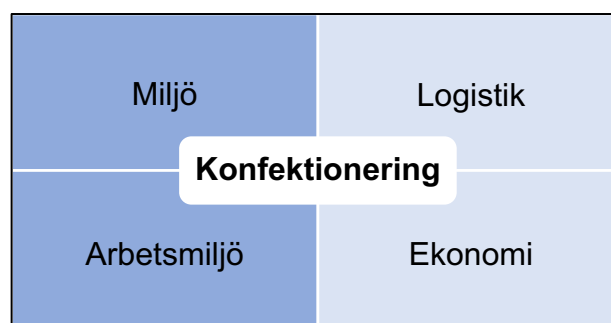 Miljö
Logistik
Konfektionering
Arbetsmiljö
Ekonomi